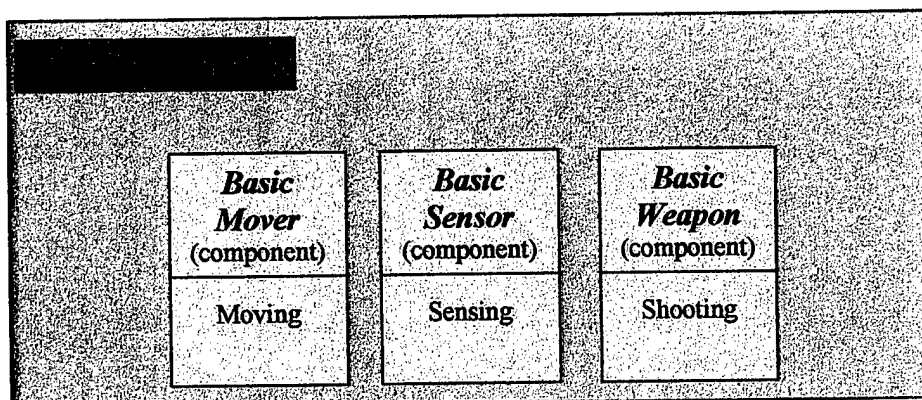 Basic
Mover
(component)
Moving
Basic
Sensor
(component)
Sensing
Basic
Weapon
(component)
Shooting